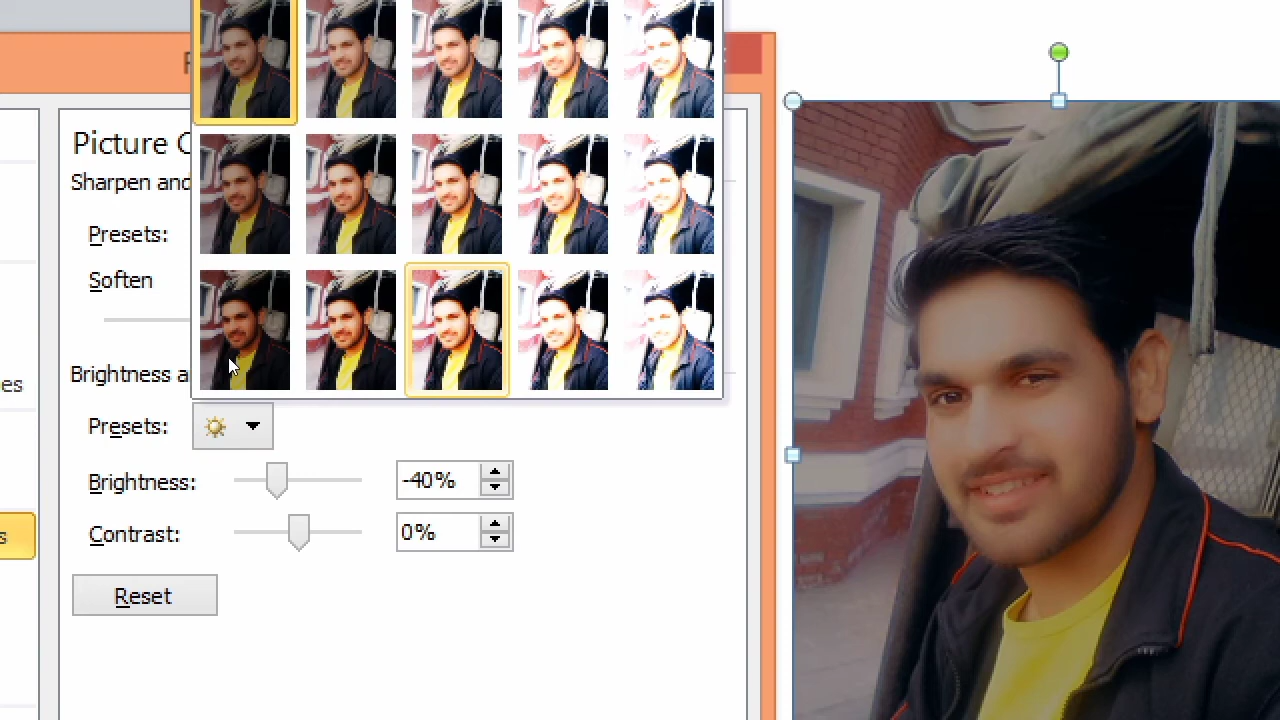 Picture C
Sharpen and
Presets:
Soften
es
Brightness a
Presets:
Brightness: -40%
s
Contrast: 0%
Reset